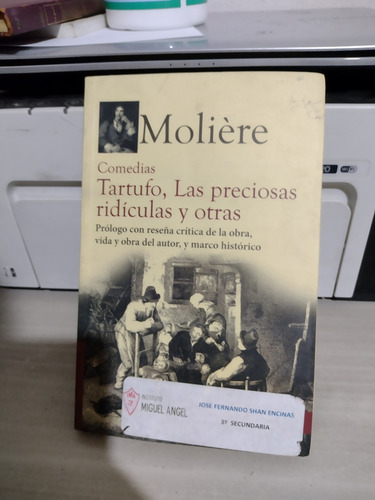 Molière
Comedias
Tartufo, Las preciosas
ridículas y otras
Prólogo con reseña crítica de la obra,
vida y obra del autor, y marco histórico
INSTITUTO
MIGUEL ANGEL
JOSE FERNANDO SHAN ENCINAS
3º SECUNDARIA